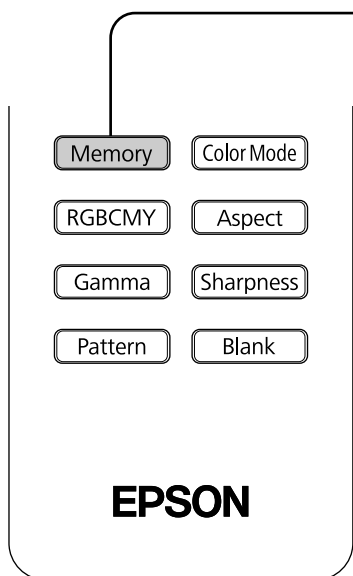 Memory Color Mode
RGBCMY Aspect
Gamma Sharpness
Pattern Blank
EPSON